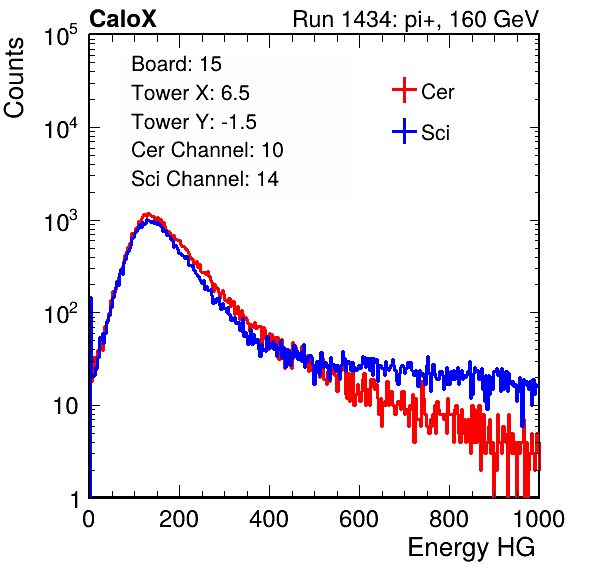 CaloX Run 1434: pi+, 160 GeV
Counts
Board: 15
Tower X: 6.5
Tower Y: -1.5
Cer Channel: 10
Sci Channel: 14
Cer
Sci
10^5
10^4
10^3
10^2
10
1
0 200 400 600 800 1000
Energy HG